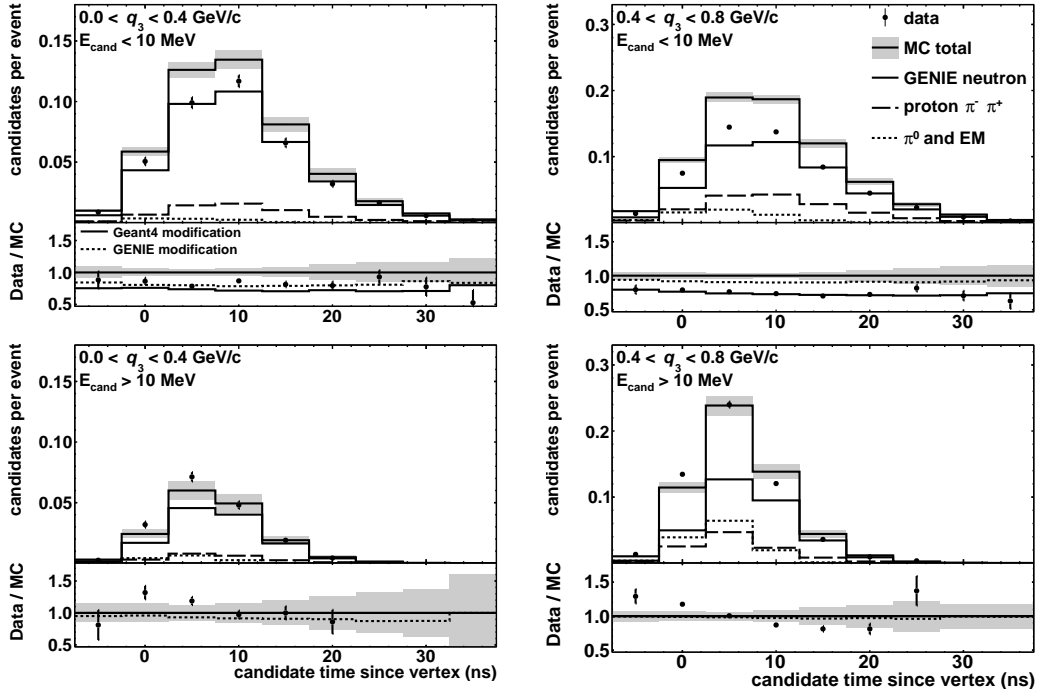 0.0 < q₃ < 0.4 GeV/c
E_cand < 10 MeV
candidates per event
0.15
0.10
0.05
Geant4 modification
GENIE modification
Data / MC
1.5
1.0
0.5
0 10 20 30
0.4 < q₃ < 0.8 GeV/c
E_cand < 10 MeV
data
MC total
GENIE neutron
proton π⁻ π⁺
π⁰ and EM
candidates per event
0.3
0.2
0.1
Data / MC
1.5
1.0
0.5
0 10 20 30
0.0 < q₃ < 0.4 GeV/c
E_cand > 10 MeV
candidates per event
0.15
0.10
0.05
Data / MC
1.5
1.0
0.5
0 10 20 30
candidate time since vertex (ns)
0.4 < q₃ < 0.8 GeV/c
E_cand > 10 MeV
candidates per event
0.3
0.2
0.1
Data / MC
1.5
1.0
0.5
0 10 20 30
candidate time since vertex (ns)